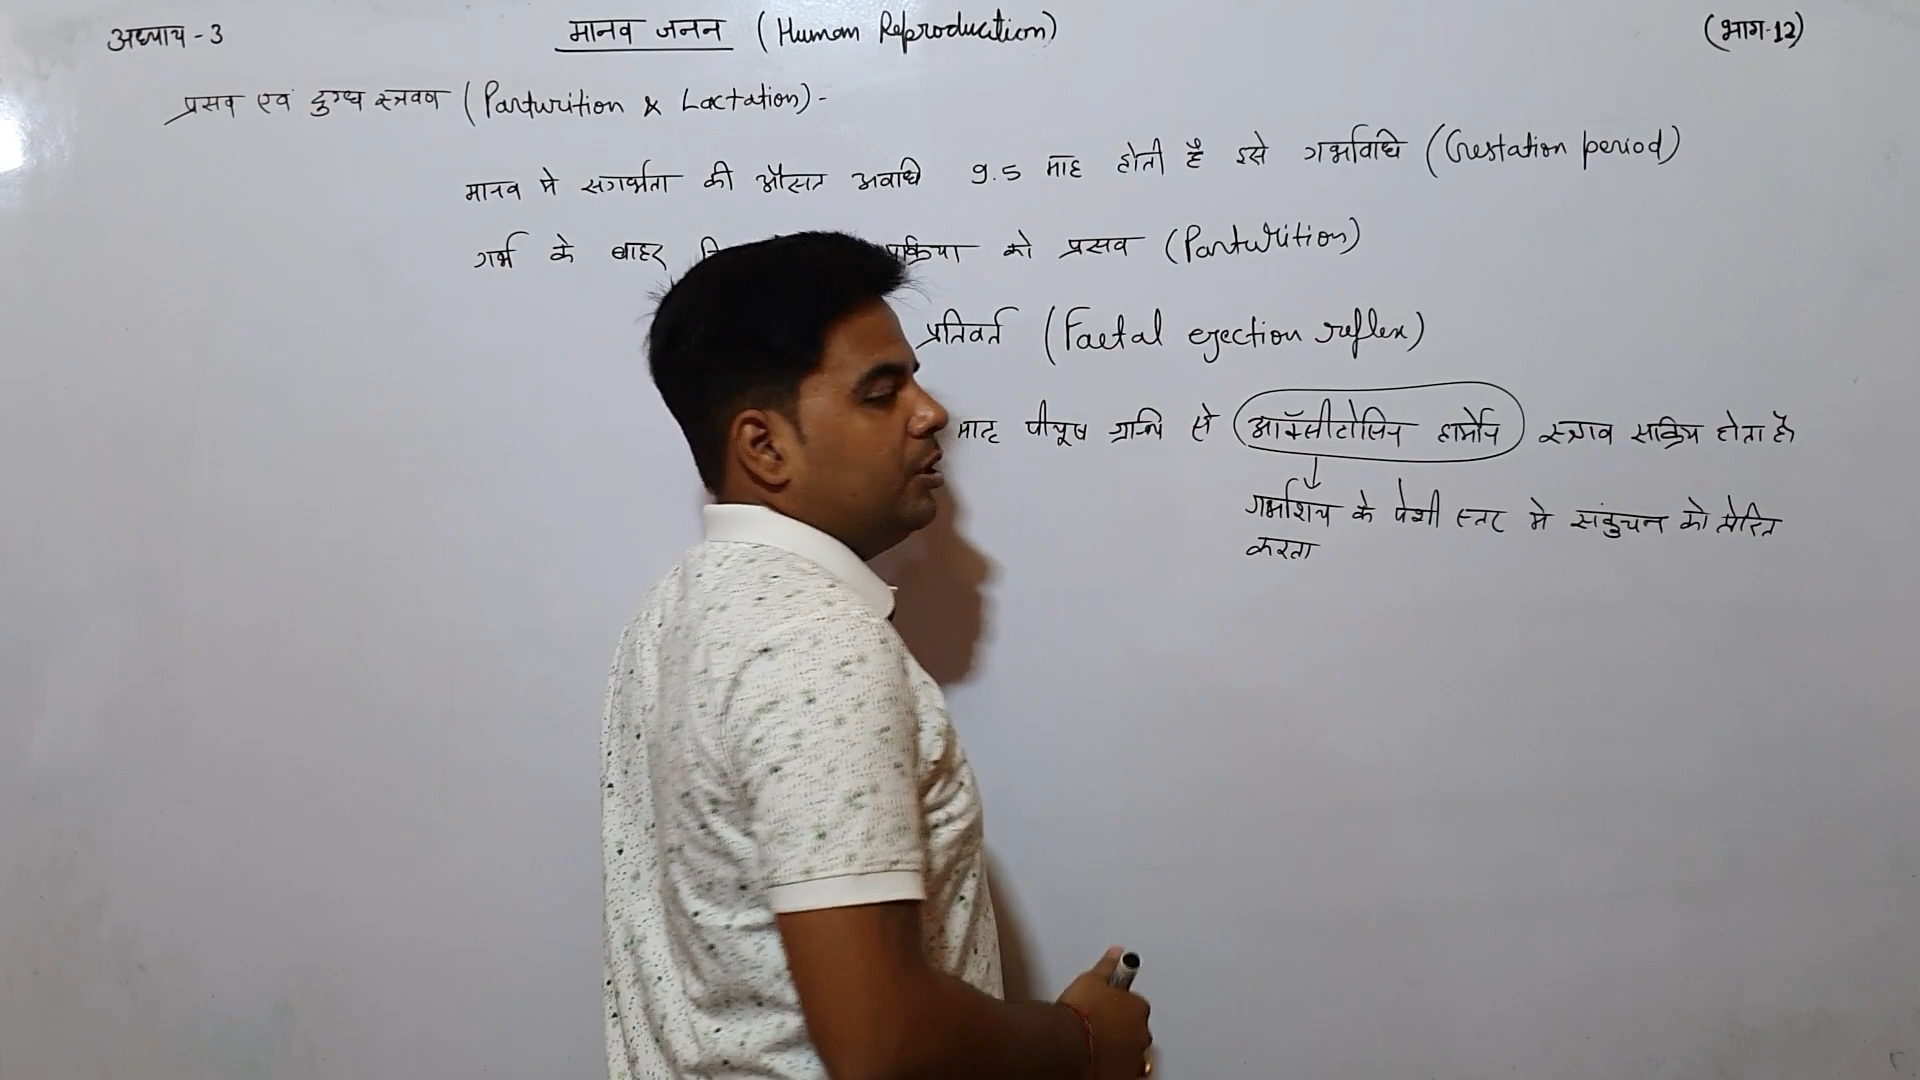 अध्याय - 3
मानव जनन (Human Reproduction)
(भाग-12)
प्रसव एवं दुग्ध स्त्रवण (Parturition & Lactation) -
मानव मे सगर्भता की औसत अवधि 9.5 माह होती है इसे गर्भावधि (Gestation period)
गर्भ के बाहर प्रक्रिया को प्रसव (Parturition)
प्रतिवर्त (Faetal ejection reflex)
मातृ पीयूष ग्रन्थि से ऑक्सीटोसिन हार्मोन स्त्राव सक्रिय होता है
↓
गर्भाशय के पेशी स्तर मे संकुचन को प्रेरित
करता